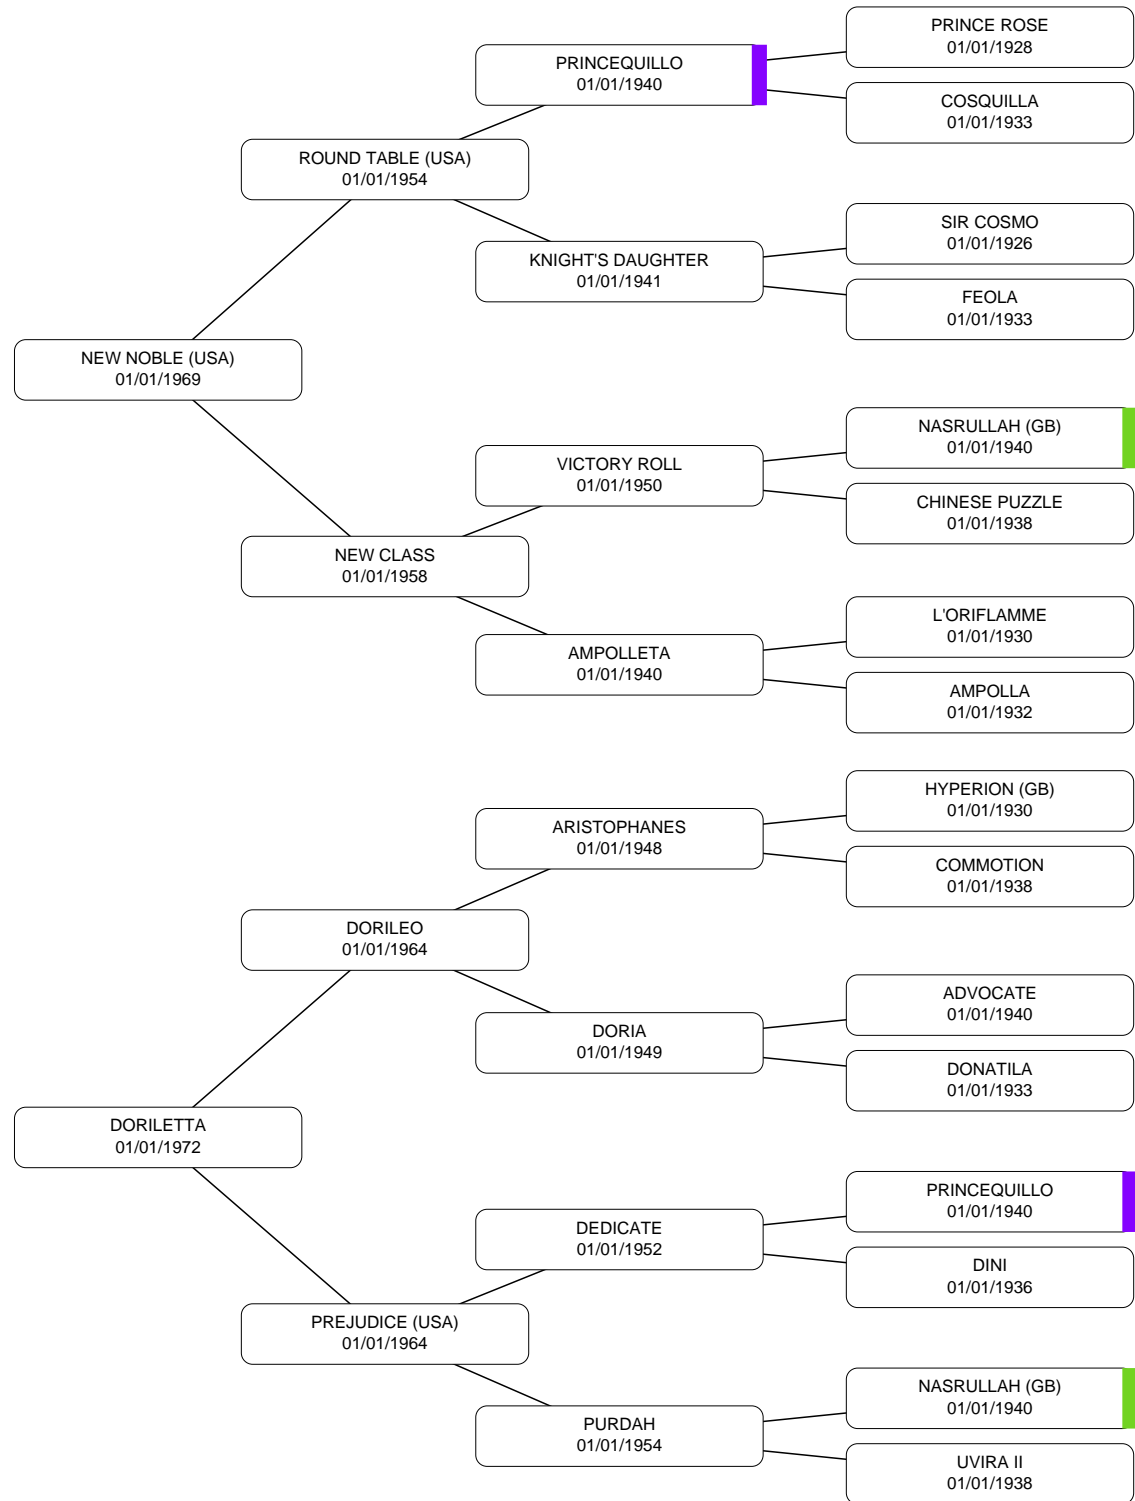 PRINCE ROSE
01/01/1928
PRINCEQUILLO
01/01/1940
COSQUILLA
01/01/1933
ROUND TABLE (USA)
01/01/1954
SIR COSMO
01/01/1926
KNIGHT'S DAUGHTER
01/01/1941
FEOLA
01/01/1933
NEW NOBLE (USA)
01/01/1969
NASRULLAH (GB)
01/01/1940
VICTORY ROLL
01/01/1950
CHINESE PUZZLE
01/01/1938
NEW CLASS
01/01/1958
L'ORIFLAMME
01/01/1930
AMPOLLETA
01/01/1940
AMPOLLA
01/01/1932
HYPERION (GB)
01/01/1930
ARISTOPHANES
01/01/1948
COMMOTION
01/01/1938
DORILEO
01/01/1964
ADVOCATE
01/01/1940
DORIA
01/01/1949
DONATILA
01/01/1933
DORILETTA
01/01/1972
PRINCEQUILLO
01/01/1940
DEDICATE
01/01/1952
DINI
01/01/1936
PREJUDICE (USA)
01/01/1964
NASRULLAH (GB)
01/01/1940
PURDAH
01/01/1954
UVIRA II
01/01/1938